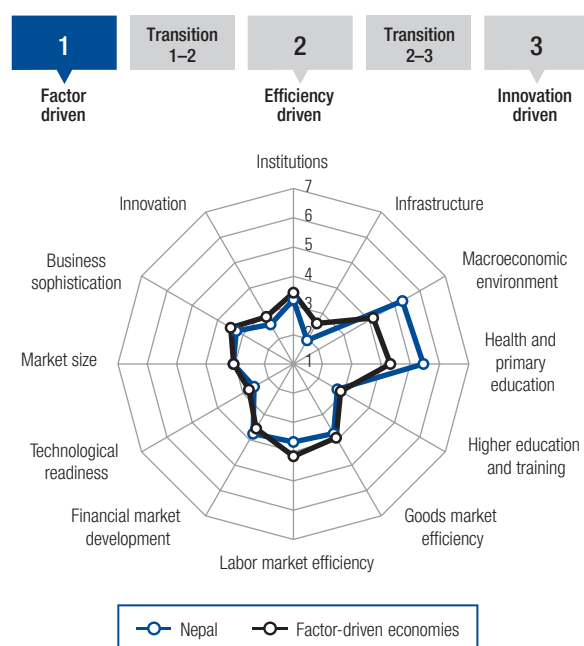 1
Transition
1–2
2
Transition
2–3
3
Factor
driven
Efficiency
driven
Innovation
driven
Institutions
7
Innovation
Infrastructure
6
5
Business
sophistication
Macroeconomic
environment
4
3
2
Market size
1
Health and
primary
education
Technological
readiness
Higher education
and training
Financial market
development
Goods market
efficiency
Labor market efficiency
Nepal
Factor-driven economies